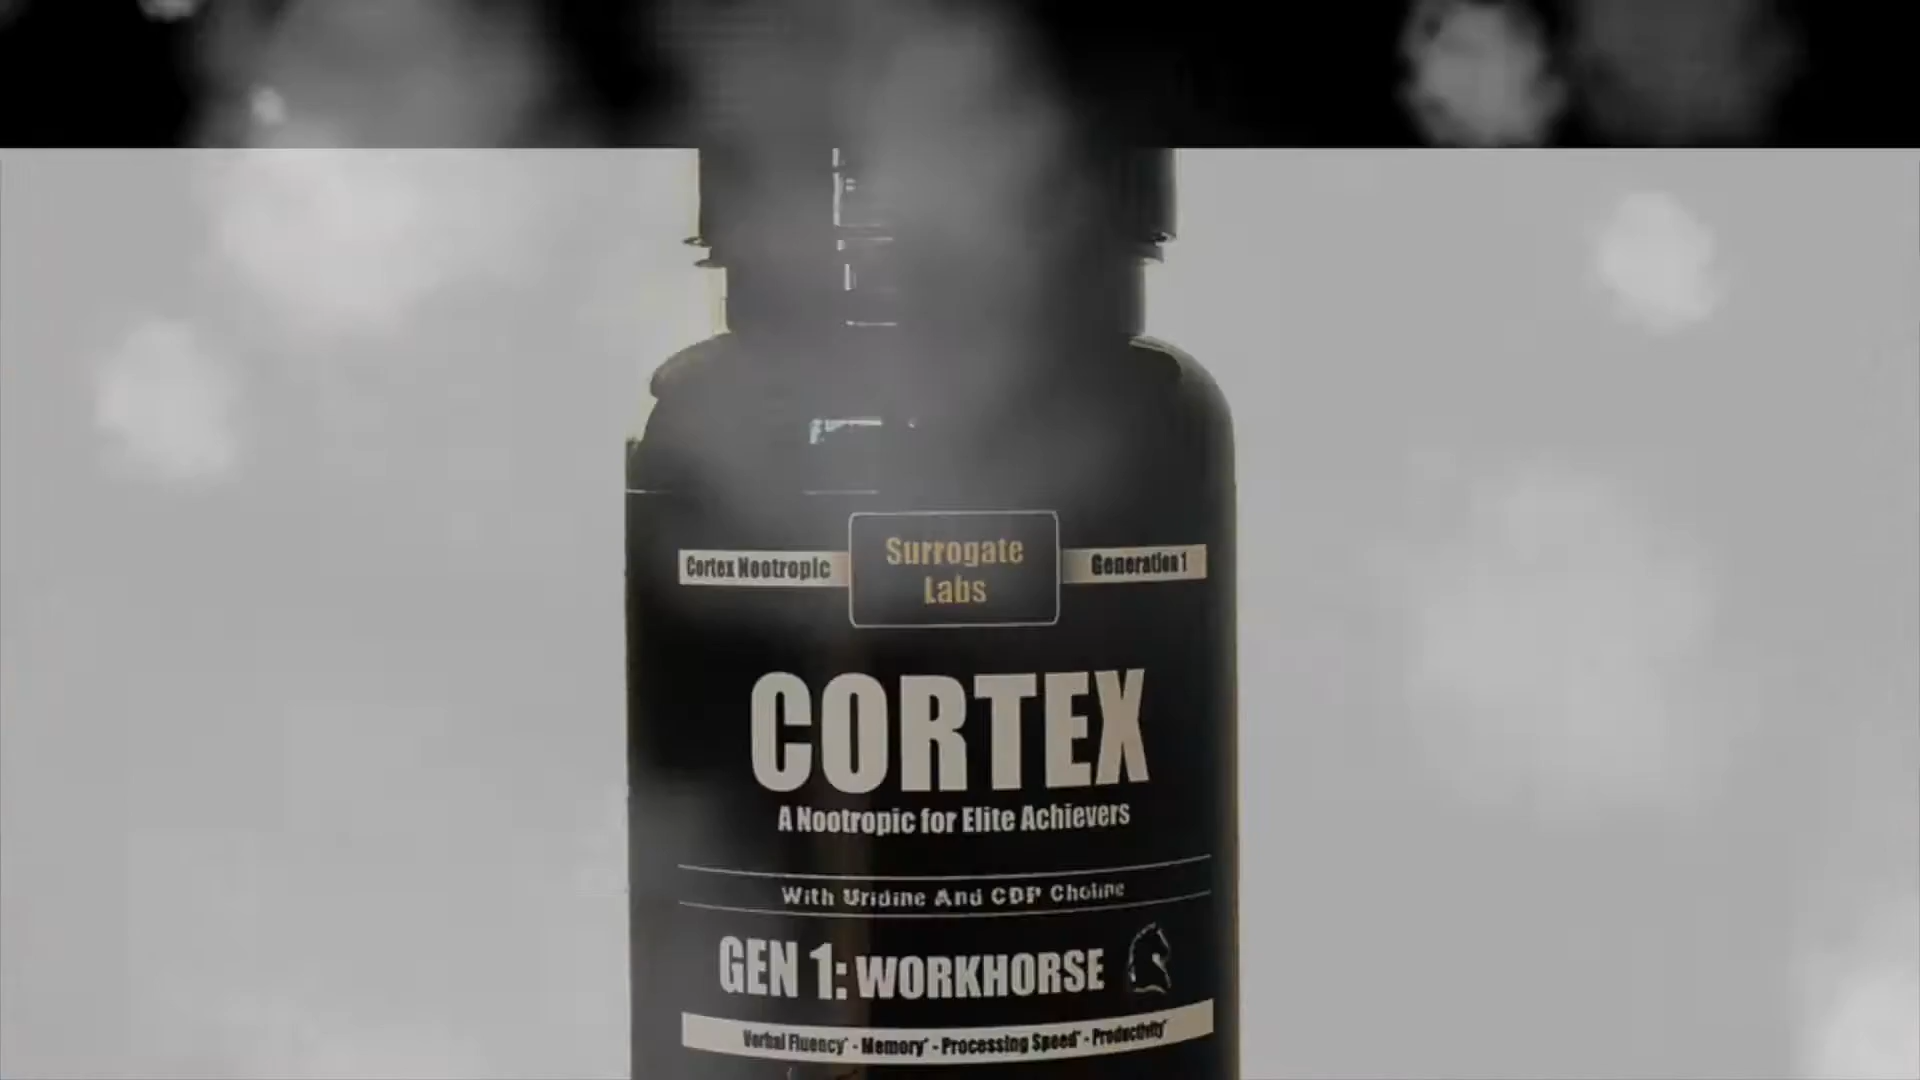 Cortex Nootropic
Surrogate
Labs
Generation 1
CORTEX
A Nootropic for Elite Achievers
With Uridine And CDP Choline
GEN 1: WORKHORSE
Verbal Fluency* - Memory* - Processing Speed* - Productivity*